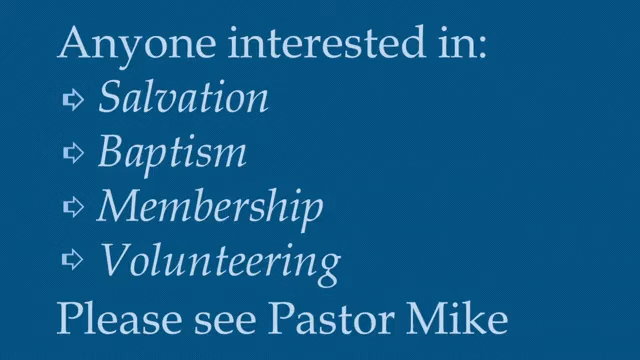 Anyone interested in:
➪ Salvation
➪ Baptism
➪ Membership
➪ Volunteering
Please see Pastor Mike